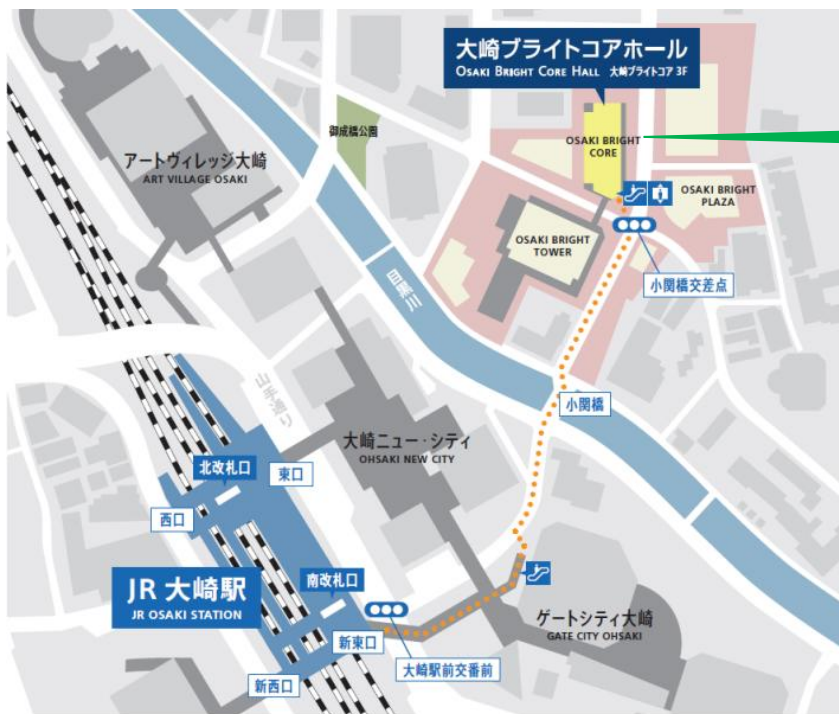 大崎ブライトコアホール
OSAKI BRIGHT CORE HALL 大崎ブライトコア 3F
御成橋公園
アートヴィレッジ大崎
ART VILLAGE OSAKI
OSAKI BRIGHT
CORE
OSAKI BRIGHT
PLAZA
OSAKI BRIGHT
TOWER
小関橋交差点
目黒川
山手通り
小関橋
大崎ニュー・シティ
OHSAKI NEW CITY
北改札口
東口
西口
JR 大崎駅
JR OSAKI STATION
南改札口
新東口
新西口
大崎駅前交番前
ゲートシティ大崎
GATE CITY OHSAKI